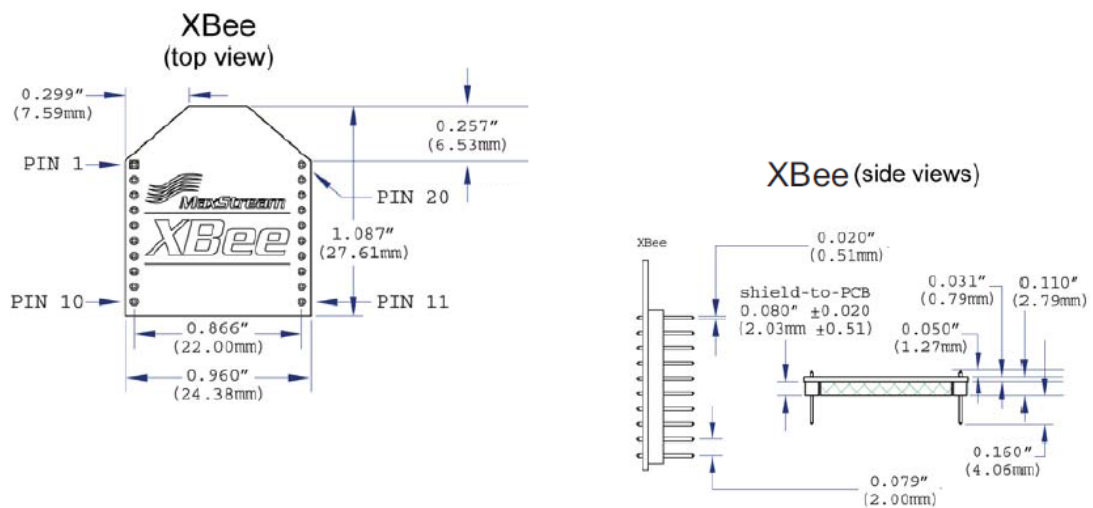 XBee
(top view)
0.299"
(7.59mm)
0.257"
(6.53mm)
PIN 1
PIN 20
MaxStream
XBee
1.087"
(27.61mm)
PIN 10
PIN 11
0.866"
(22.00mm)
0.960"
(24.38mm)
XBee (side views)
XBee
0.020"
(0.51mm)
shield-to-PCB
0.080" ±0.020
(2.03mm ±0.51)
0.031"
(0.79mm)
0.110"
(2.79mm)
0.050"
(1.27mm)
0.160"
(4.06mm)
0.079"
(2.00mm)